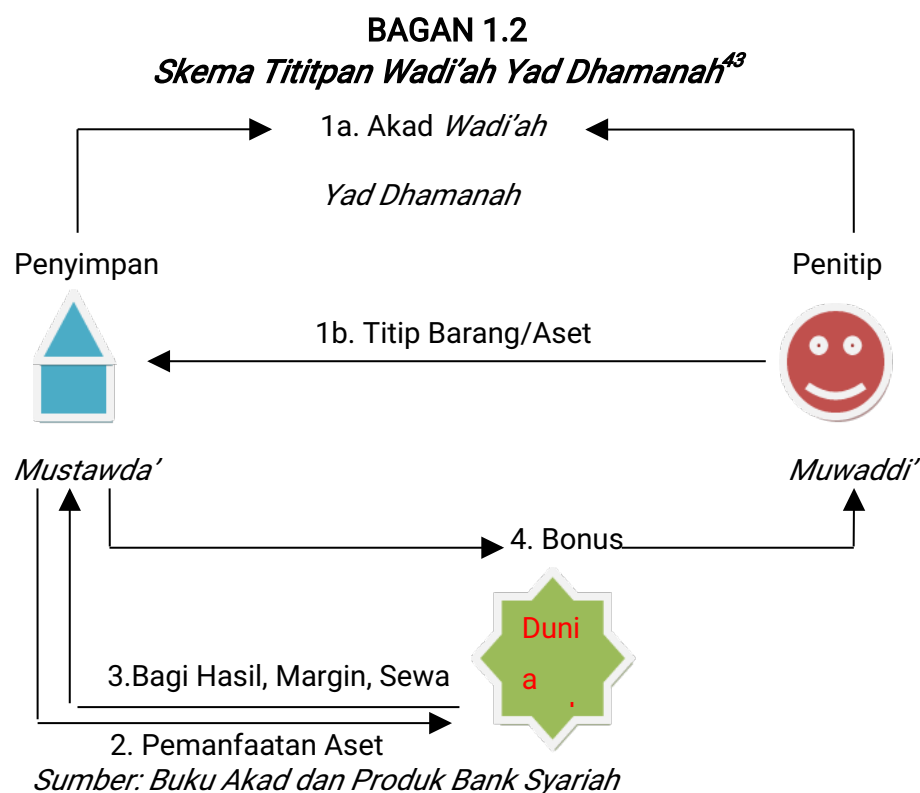 BAGAN 1.2
Skema Tititpan Wadi’ah Yad Dhamanah⁴³
1a. Akad Wadi’ah
Yad Dhamanah
Penyimpan
Penitip
1b. Titip Barang/Aset
Mustawda’
Muwaddi’
4. Bonus
Duni
a
3.Bagi Hasil, Margin, Sewa
2. Pemanfaatan Aset
Sumber: Buku Akad dan Produk Bank Syariah